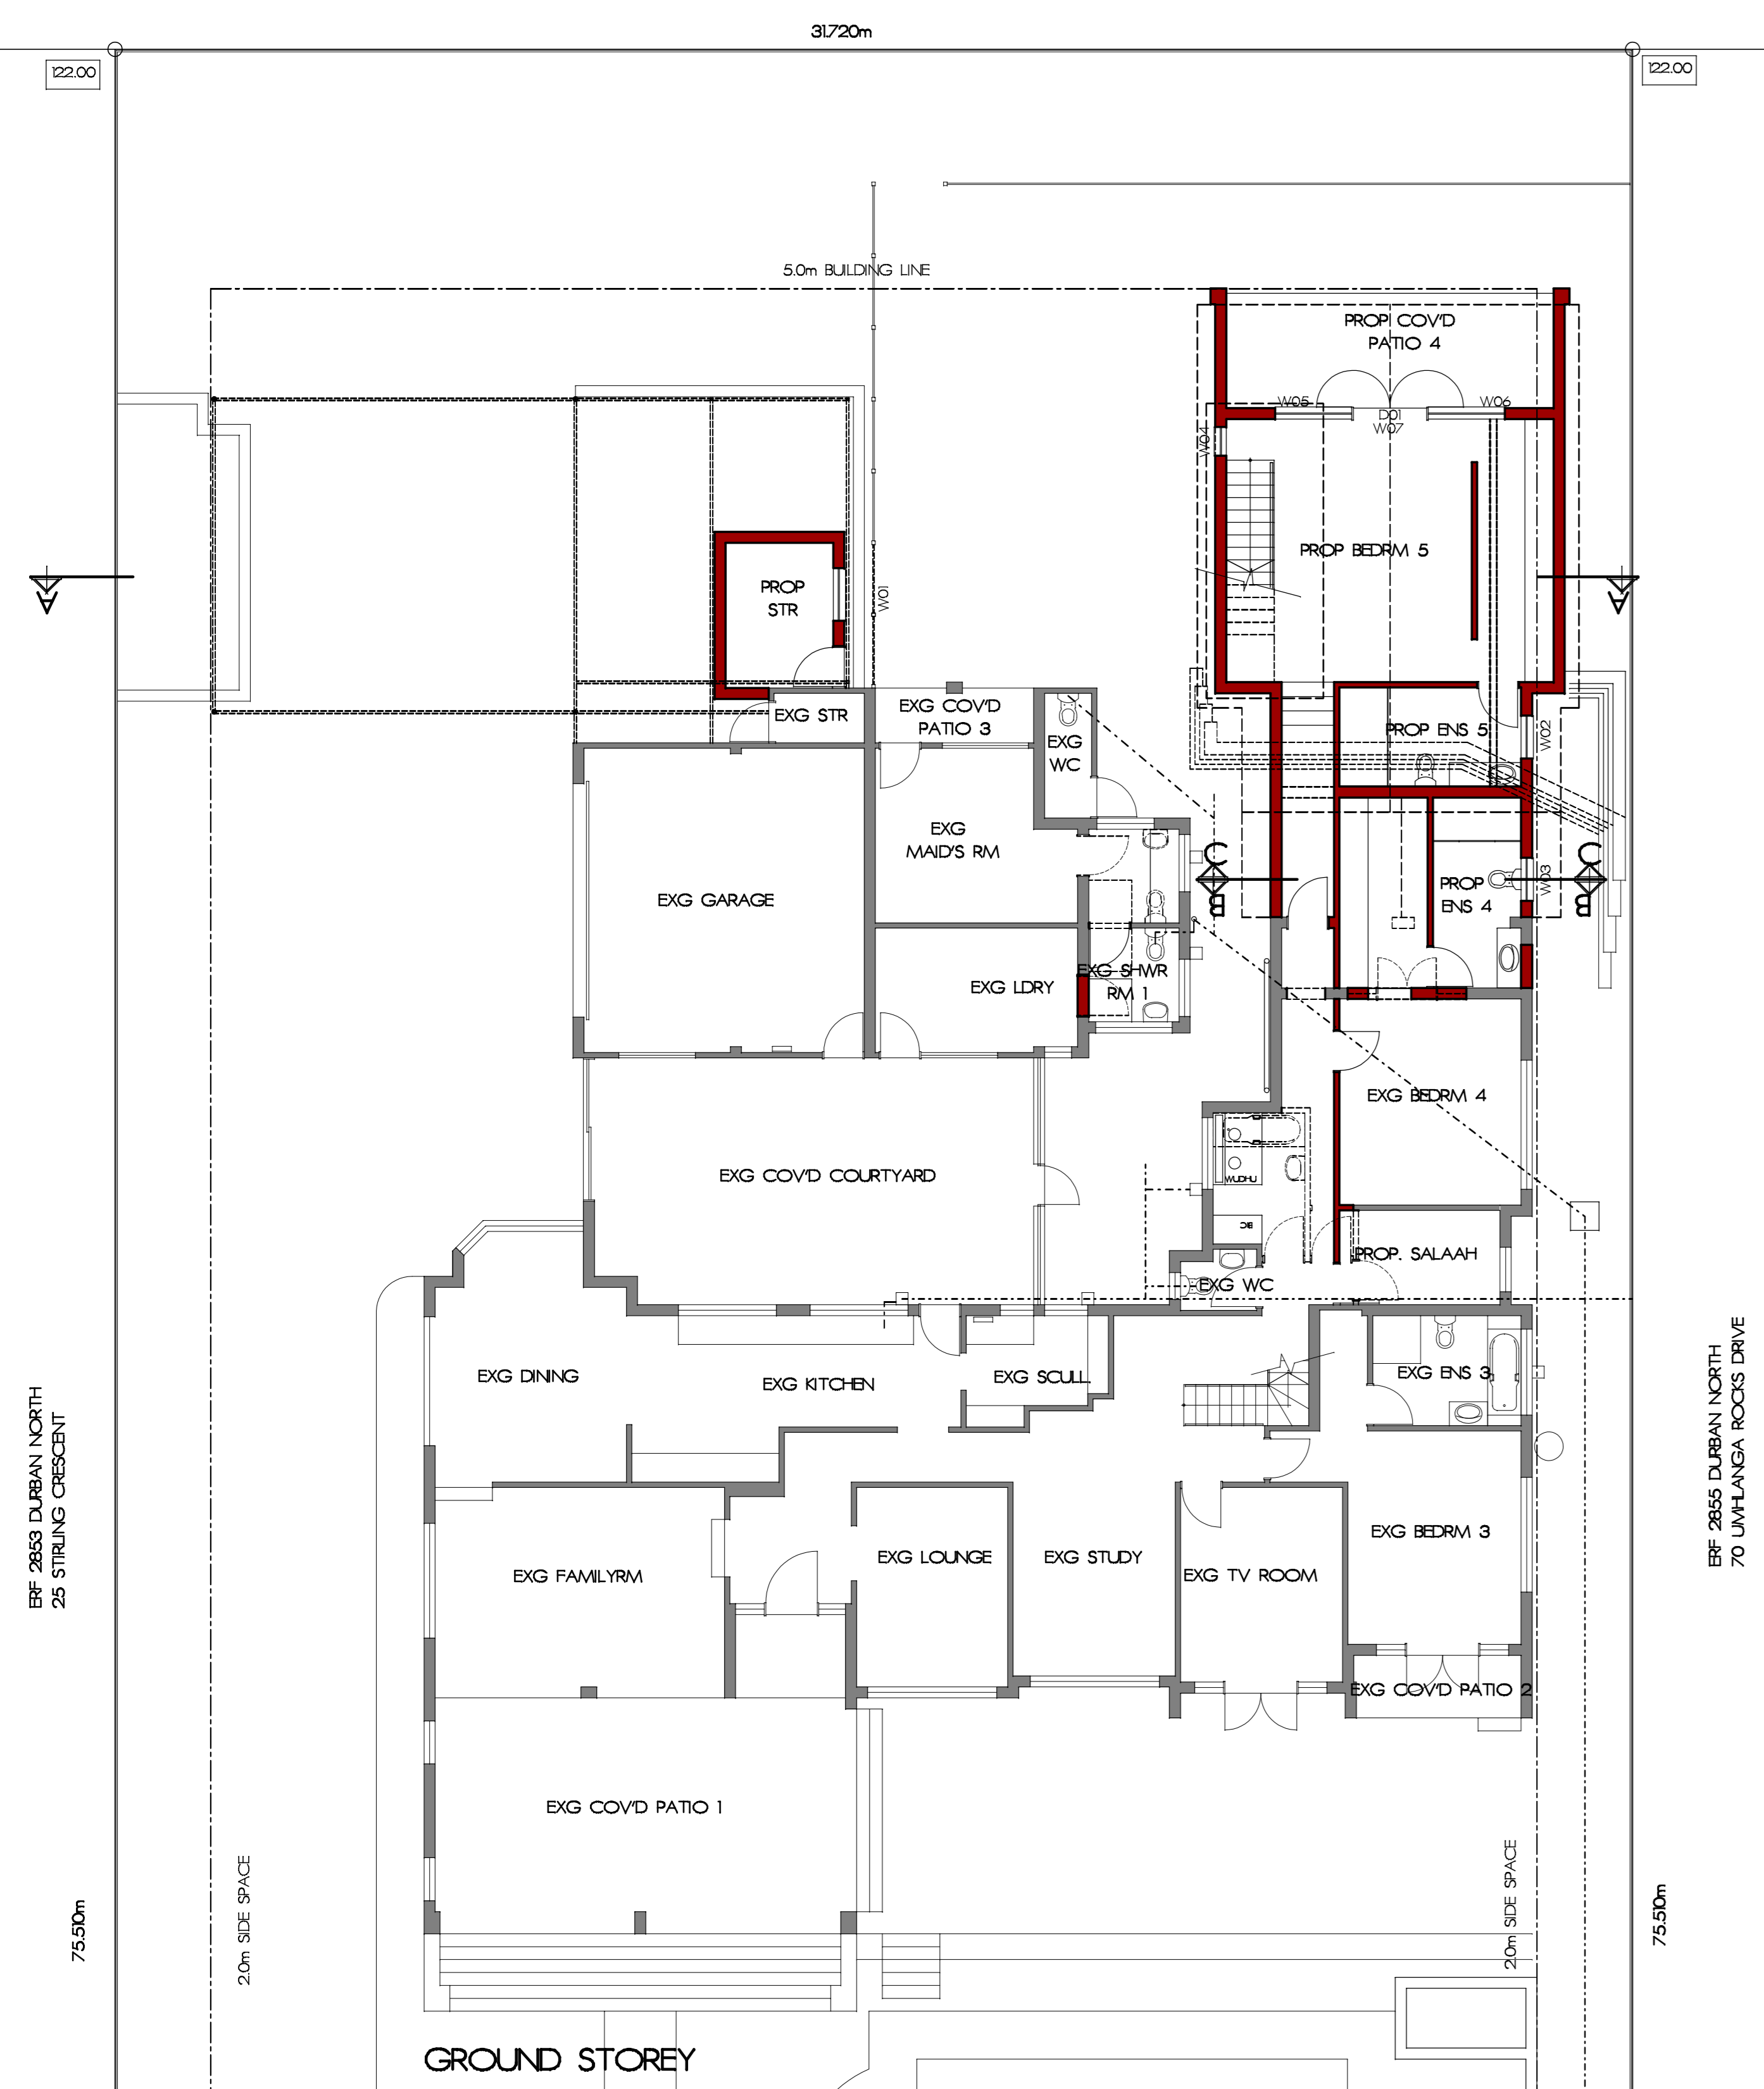 31.720m
122.00
122.00
5.0m BUILDING LINE
PROP COV'D
PATIO 4
W05
W06
D01
W07
W04
PROP BEDRM 5
A
A
PROP
STR
W01
EXG STR
EXG COV'D
PATIO 3
EXG
WC
PROP ENS 5
W02
EXG
MAID'S RM
EXG GARAGE
C
B
C
B
PROP
ENS 4
W03
EXG LDRY
EXG SHWR
RM 1
EXG BEDRM 4
EXG COV'D COURTYARD
WUDHU
BIC
PROP. SALAAH
EXG WC
EXG DINING
EXG KITCHEN
EXG SCULL.
EXG ENS 3
ERF 2853 DURBAN NORTH
25 STIRLING CRESCENT
ERF 2855 DURBAN NORTH
70 UMHLANGA ROCKS DRIVE
EXG BEDRM 3
EXG FAMILYRM
EXG LOUNGE
EXG STUDY
EXG TV ROOM
EXG COV'D PATIO 2
EXG COV'D PATIO 1
75.510m
2.0m SIDE SPACE
2.0m SIDE SPACE
75.510m
GROUND STOREY